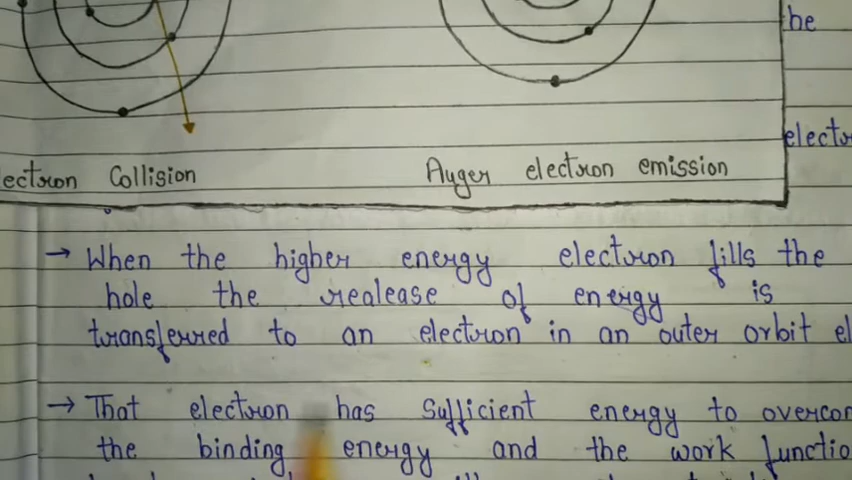 he
electr
ectron Collision
Auger electron emission
→ When the higher energy electron fills the
hole the realease of energy is
transferred to an electron in an outer orbit el
→ That electron has Sufficient energy to overcom
the binding energy and the work functio